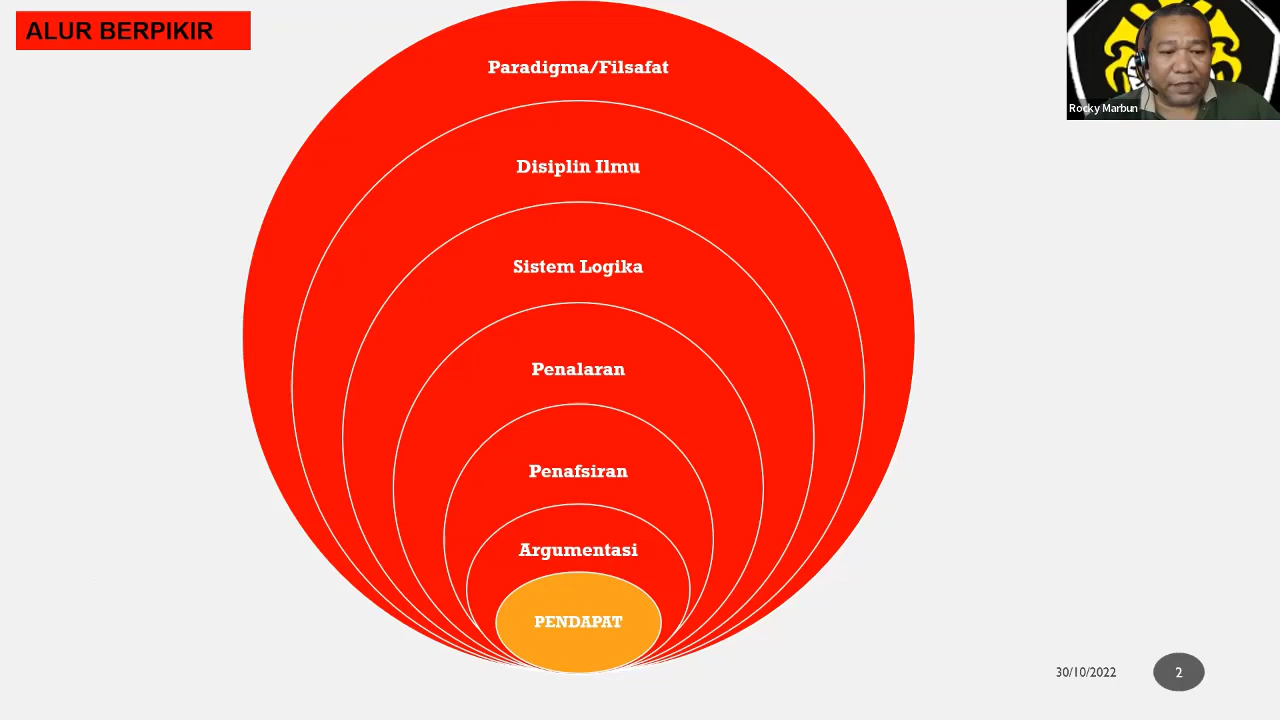 ALUR BERPIKIR
Paradigma/Filsafat
Rocky Marbun
Disiplin Ilmu
Sistem Logika
Penalaran
Penafsiran
Argumentasi
PENDAPAT
30/10/2022
2